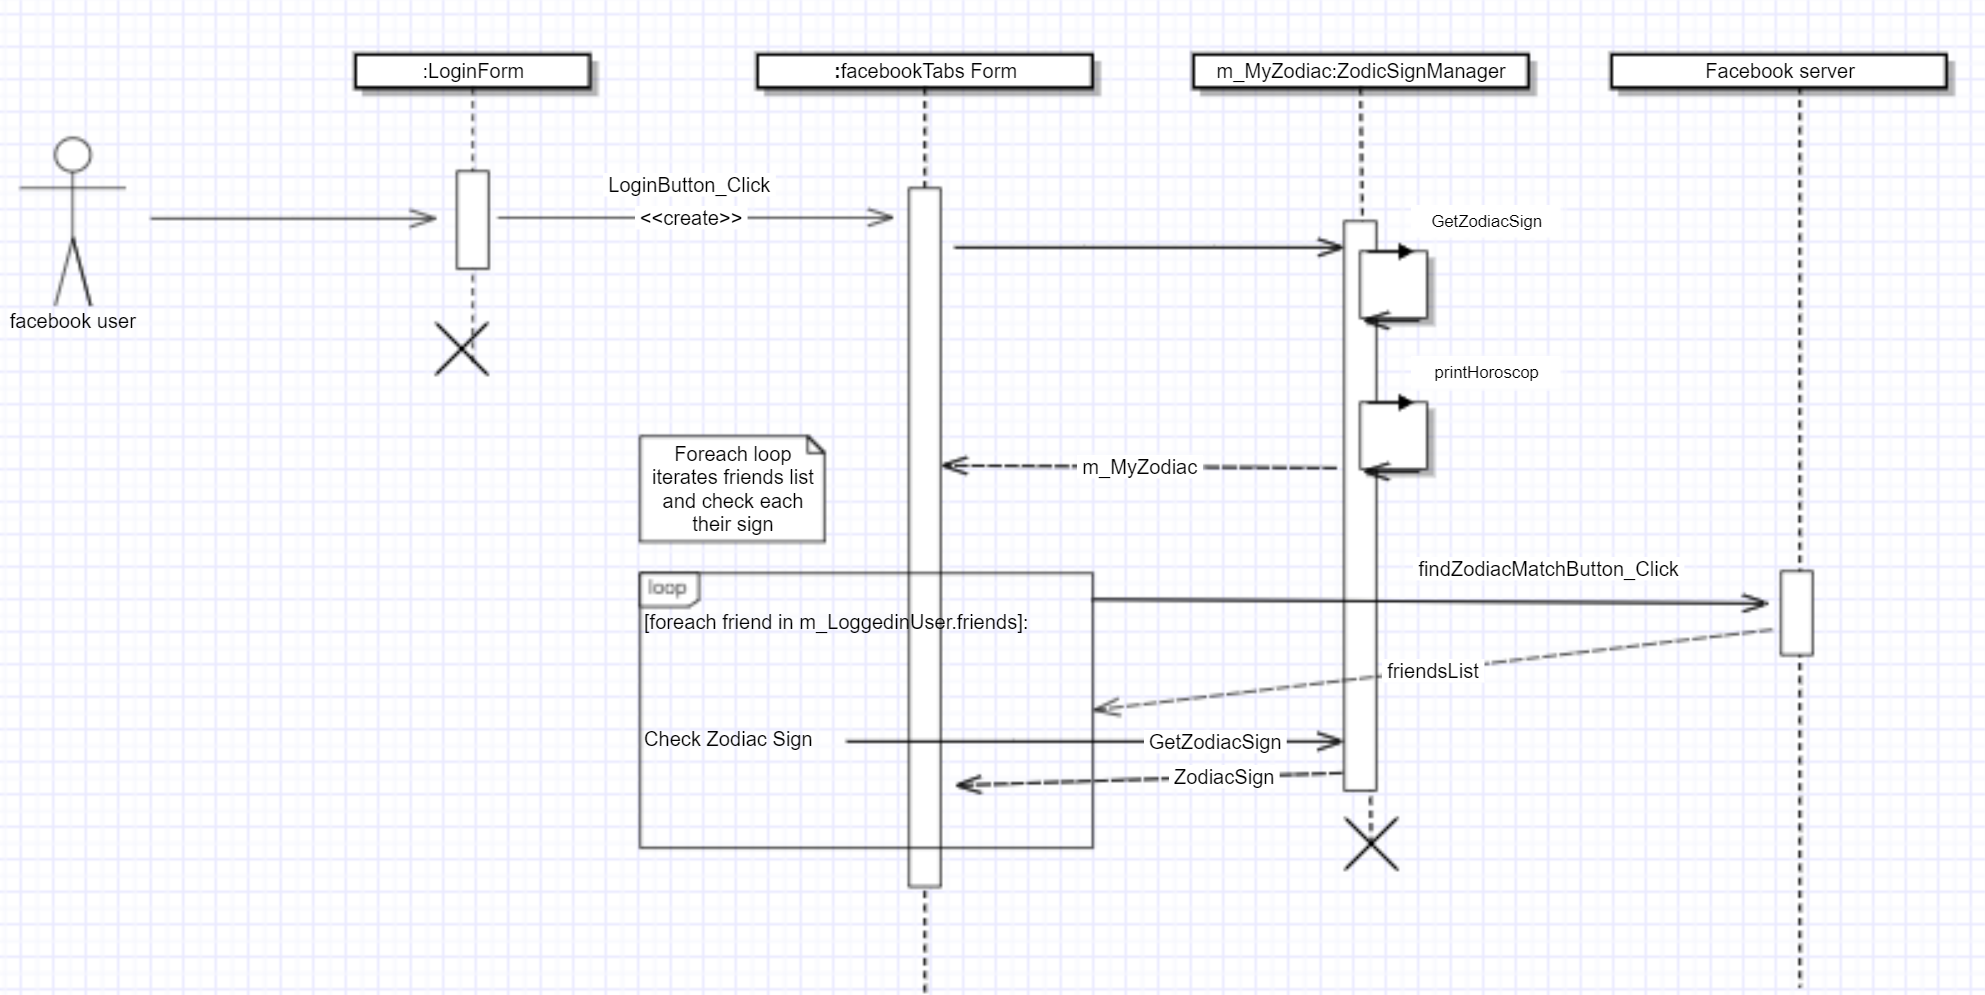 :LoginForm
:facebookTabs Form
m_MyZodiac:ZodicSignManager
Facebook server
LoginButton_Click
<<create>>
GetZodiacSign
facebook user
printHoroscop
Foreach loop
iterates friends list
and check each
their sign
m_MyZodiac
findZodiacMatchButton_Click
loop
[foreach friend in m_LoggedinUser.friends]:
friendsList
Check Zodiac Sign
GetZodiacSign
ZodiacSign